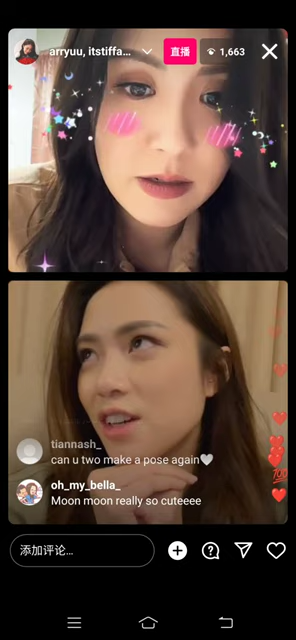 arryuu, itstiffa...
直播
1,663
tiannash_
can u two make a pose again🤍
oh_my_bella_
Moon moon really so cuteeee
添加评论...